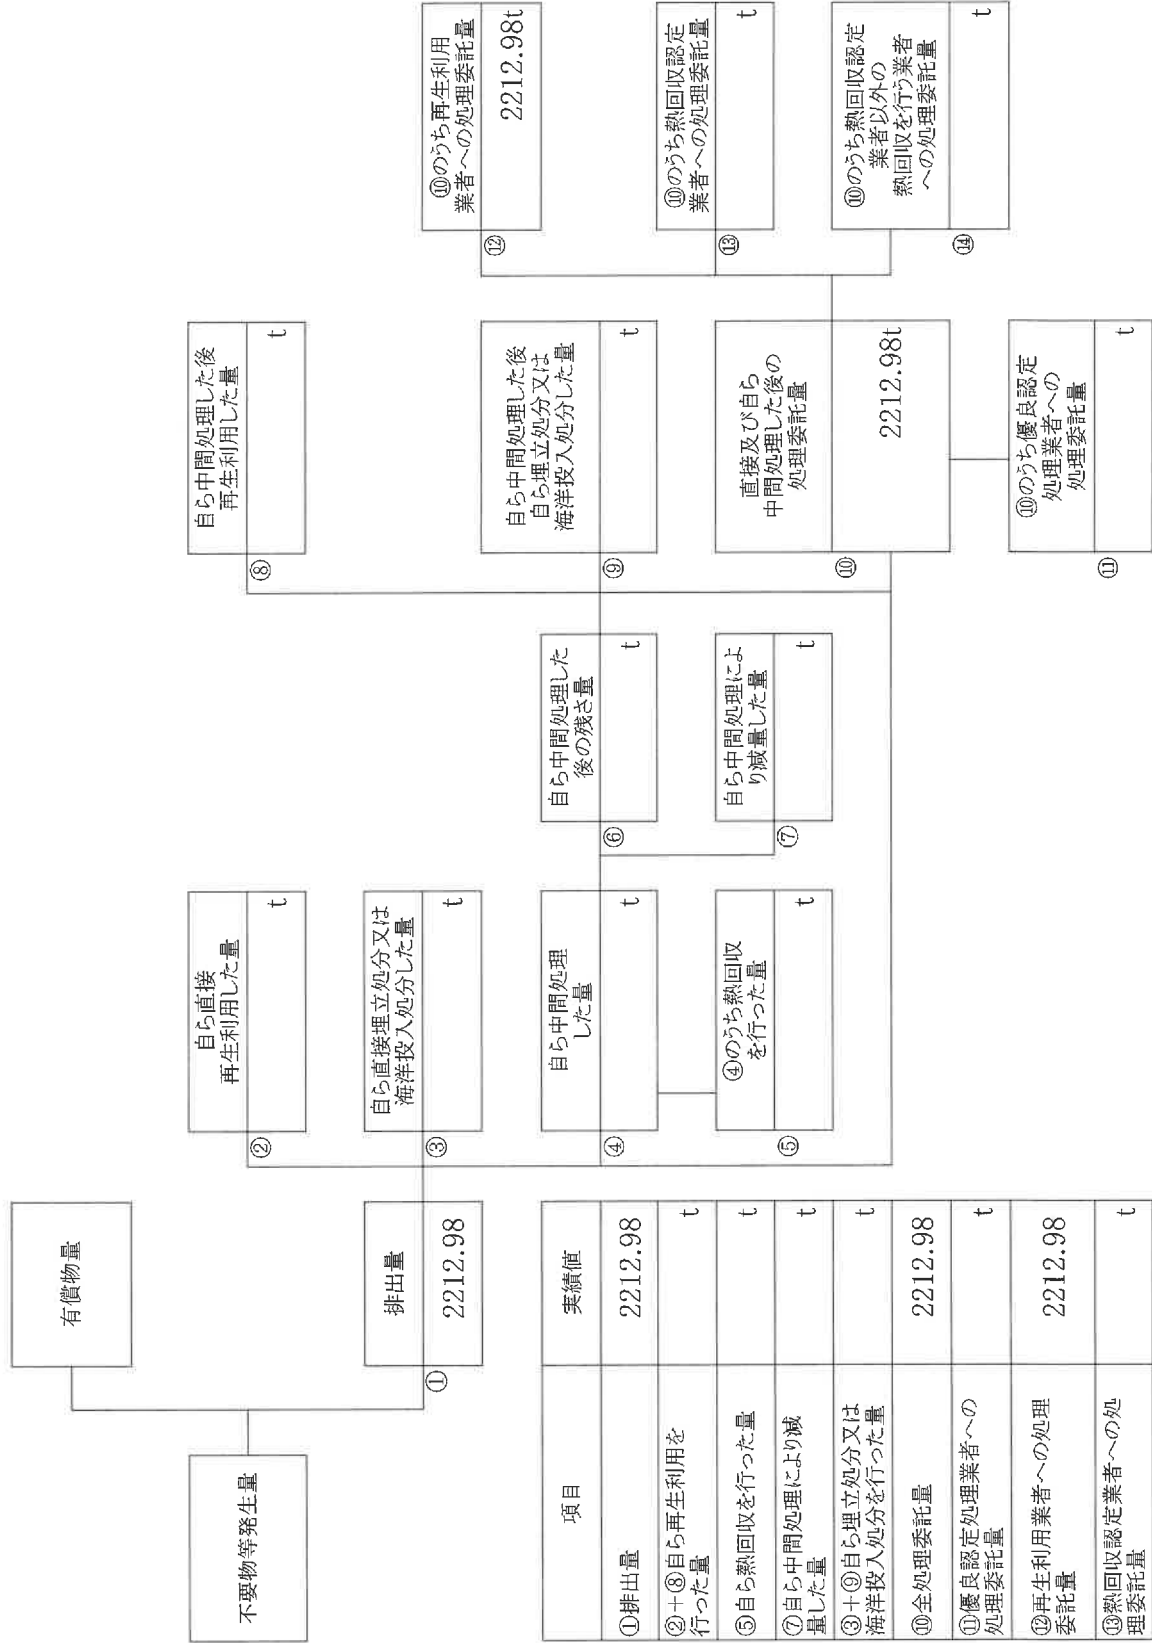 不要物等発生量
有償物量
①
排出量
2212.98
②
自ら直接
再生利用した量
t
③
自ら直接埋立処分又は
海洋投入処分した量
t
④
自ら中間処理
した量
t
⑤
④のうち熱回収
を行った量
t
⑥
自ら中間処理した
後の残さ量
t
⑦
自ら中間処理によ
り減量した量
t
⑧
自ら中間処理した後
再生利用した量
t
⑨
自ら中間処理した後
自ら埋立処分又は
海洋投入処分した量
t
⑩
直接及び自ら
中間処理した後の
処理委託量
2212.98t
⑪
⑩のうち優良認定
処理業者への
処理委託量
t
⑫
⑩のうち再生利用
業者への処理委託量
2212.98t
⑬
⑩のうち熱回収認定
業者への処理委託量
t
⑭
⑩のうち熱回収認定
業者以外の
熱回収を行う業者
への処理委託量
t
項目
実績値
①排出量
2212.98
②+⑧自ら再生利用を
行った量
t
⑤自ら熱回収を行った量
t
⑦自ら中間処理により減
量した量
t
③+⑨自ら埋立処分又は
海洋投入処分を行った量
t
⑩全処理委託量
2212.98
⑪優良認定処理業者への
処理委託量
t
⑫再生利用業者への処理
委託量
2212.98
⑬熱回収認定業者への処
理委託量
t